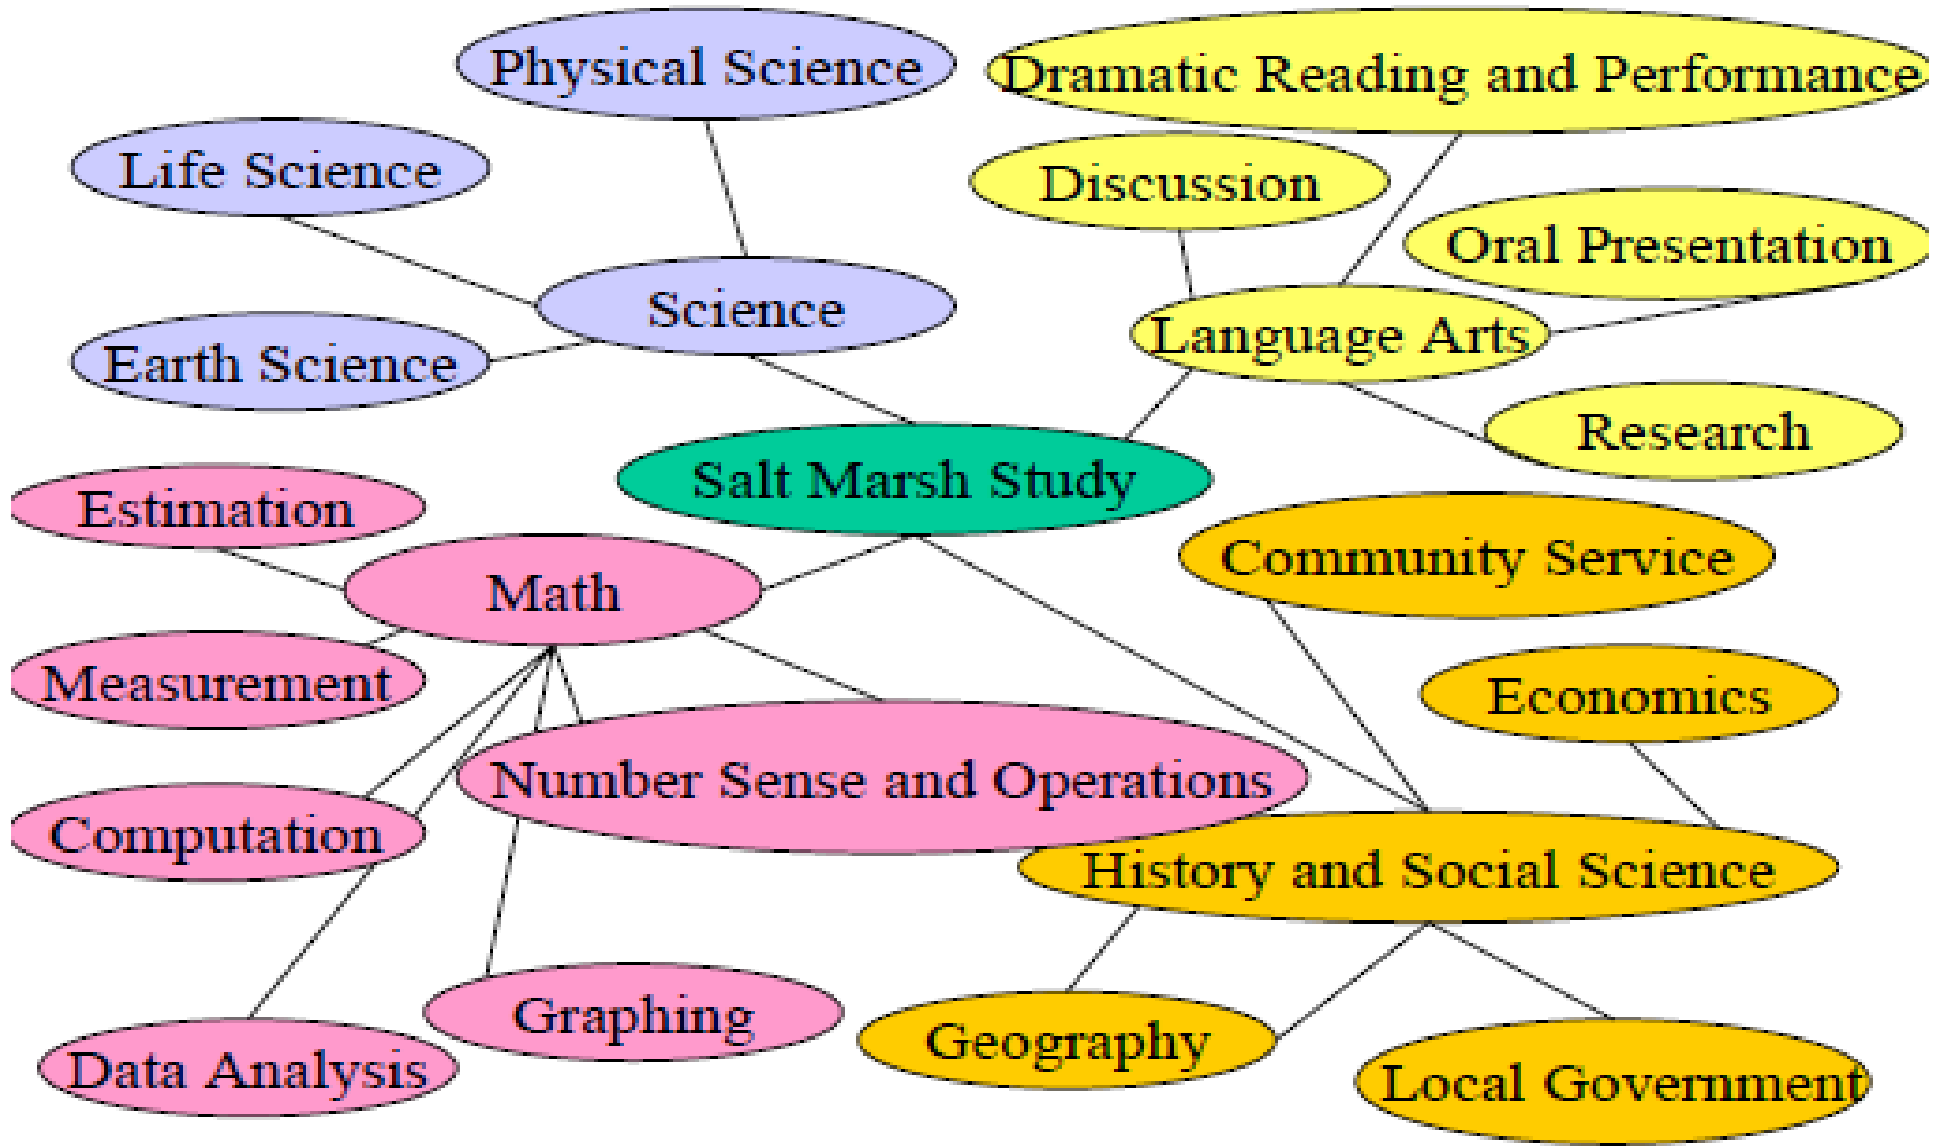 Physical Science
Dramatic Reading and Performance
Life Science
Discussion
Oral Presentation
Science
Language Arts
Earth Science
Research
Salt Marsh Study
Estimation
Community Service
Math
Measurement
Economics
Number Sense and Operations
Computation
History and Social Science
Graphing
Geography
Data Analysis
Local Government